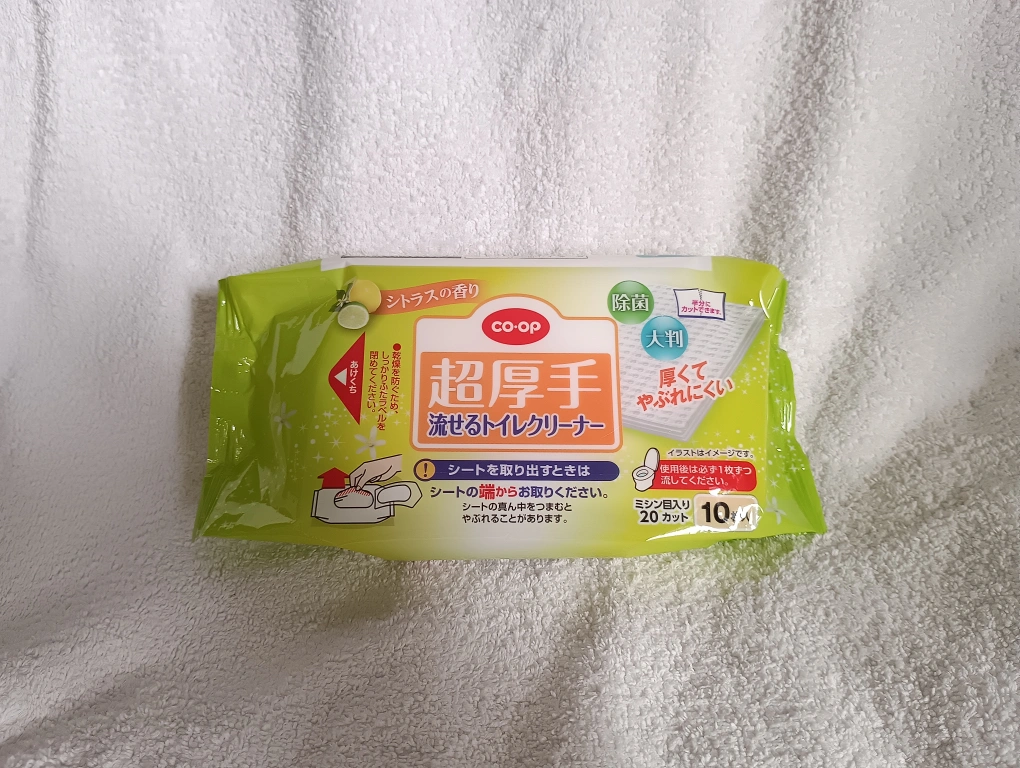 シトラスの香り
CO·OP
超厚手
流せるトイレクリーナー
除菌
大判
半分に
カットできます。
厚くて
やぶれにくい
●乾燥を防ぐため、
しっかりふたラベルを
閉めてください。
あけくち
! シートを取り出すときは
シートの端からお取りください。
シートの真ん中をつまむと
やぶれることがあります。
イラストはイメージです。
使用後は必ず1枚ずつ
流してください。
ミシン目入り
20カット
10